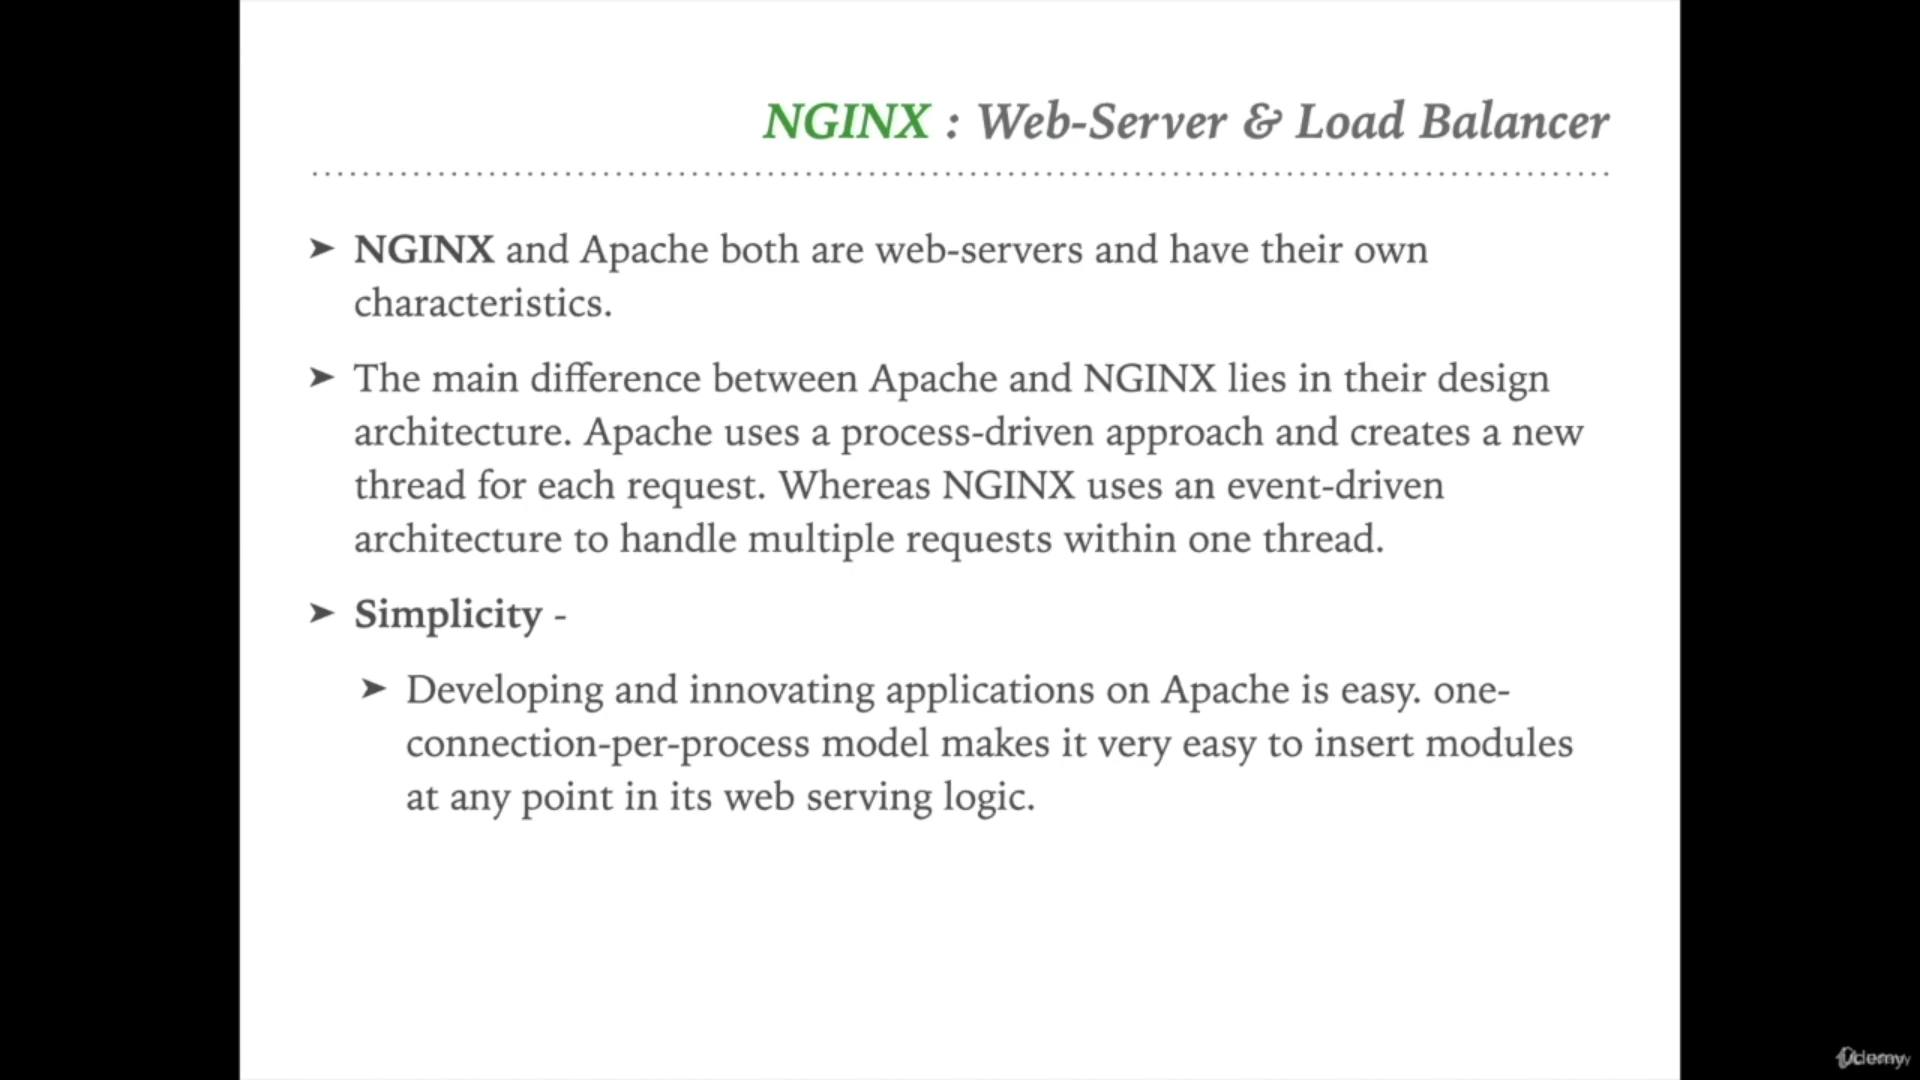 NGINX : Web-Server & Load Balancer
➤ NGINX and Apache both are web-servers and have their own
characteristics.
➤ The main difference between Apache and NGINX lies in their design
architecture. Apache uses a process-driven approach and creates a new
thread for each request. Whereas NGINX uses an event-driven
architecture to handle multiple requests within one thread.
➤ Simplicity -
➤ Developing and innovating applications on Apache is easy. one-
connection-per-process model makes it very easy to insert modules
at any point in its web serving logic.
Udemy